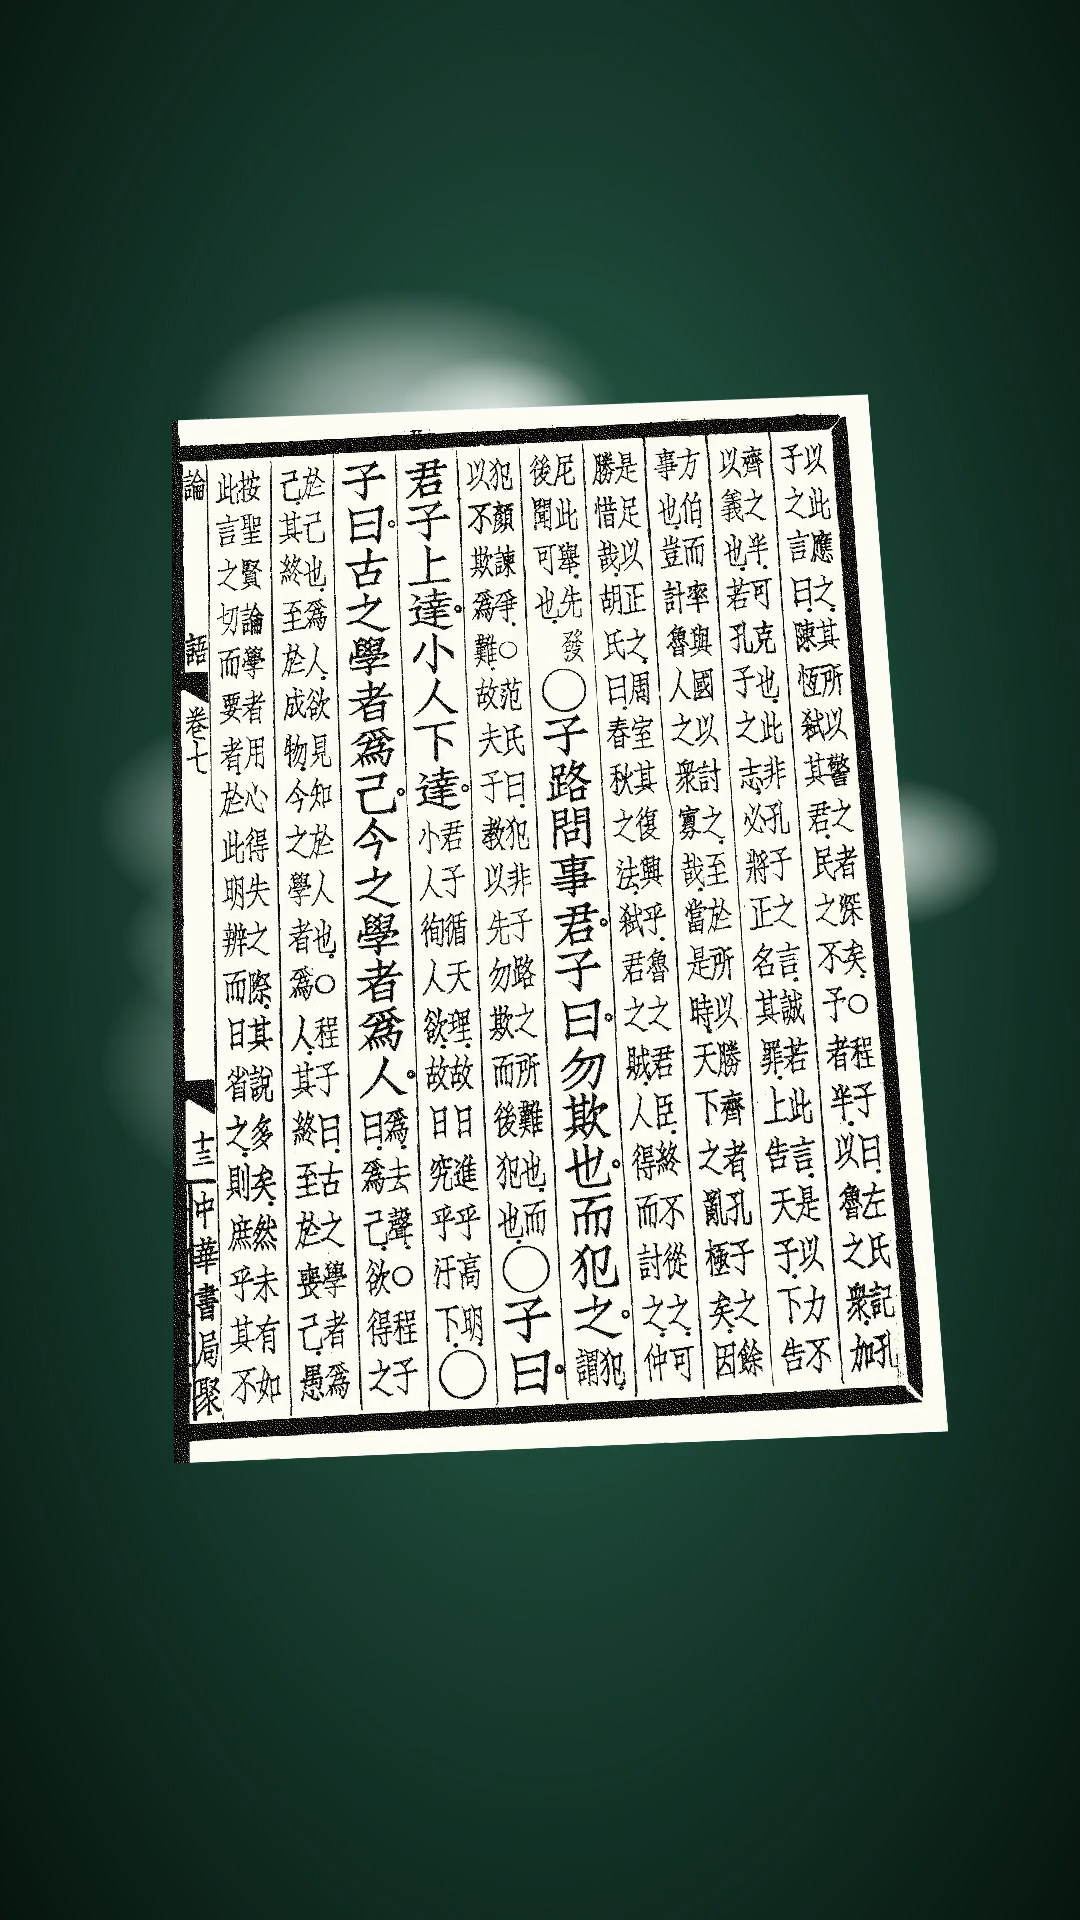 以此應之其所以警之者深矣○程子曰左氏記孔
子之言曰陳恆弒其君民之不予者半以魯之衆加
齊之半可克也此非孔子之言誠若此言是以力不
以義也若孔子之志必將正名其罪上告天子下告
方伯而率與國以討之至於所以勝齊者孔子之餘
事也豈計魯人之衆寡哉當是時天下之亂極矣因
是足以正之周室其復興乎魯之君臣終不從之可
勝惜哉胡氏曰春秋之法弒君之賊人得而討之仲
尼此舉先發
後聞可也
○子路問事君。子曰。勿欺也。而犯之。
犯
謂
犯顏諫爭○范氏曰犯非子路之所難也而
以不欺爲難故夫子教以先勿欺而後犯也
○子曰。
君子上達。小人下達。
君子循天理故日進乎高明
小人徇人欲故日究乎汙下
○
子曰。古之學者爲己。今之學者爲人。
爲去聲○程子
曰爲己欲得之
於己也爲人欲見知於人也○程子曰古之學者爲
己其終至於成物今之學者爲人其終至於喪己愚
按聖賢論學者用心得失之際其說多矣然未有如
此言之切而要者於此明辨而日省之則庶乎其不
論語 卷七 十三 中華書局聚